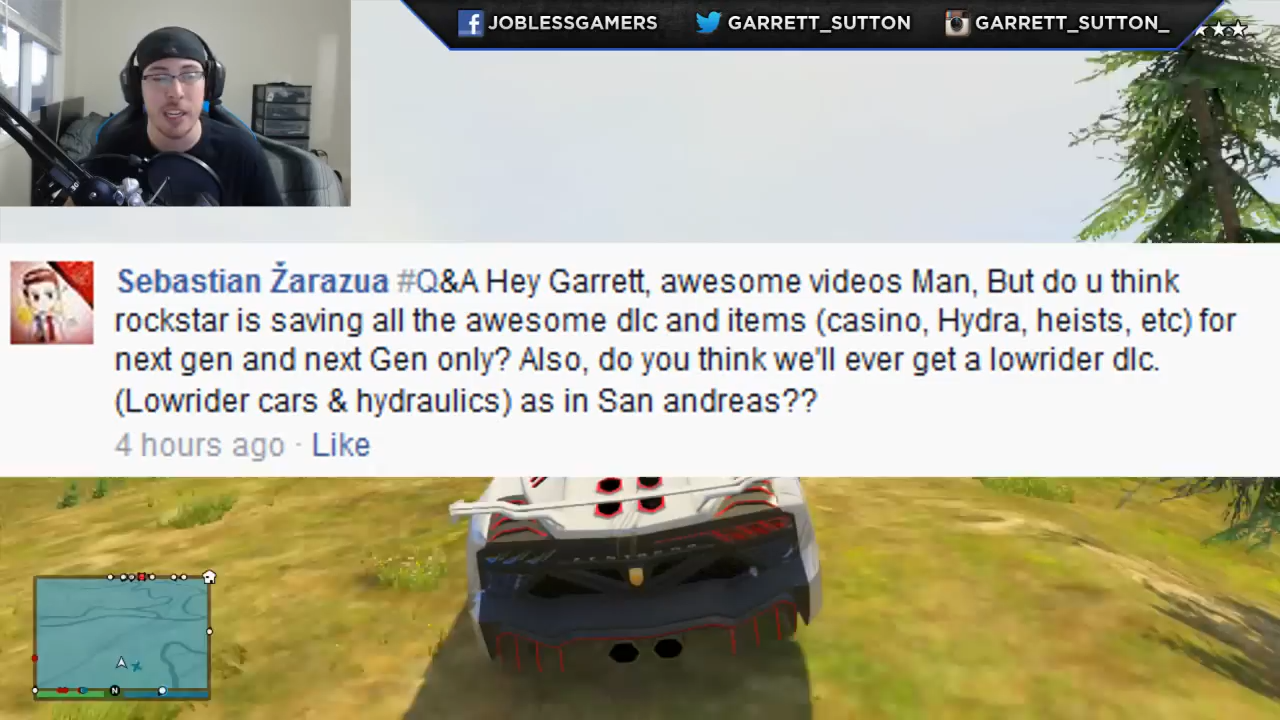 JOBLESSGAMERS GARRETT_SUTTON GARRETT_SUTTON_
Sebastian Žarazua #Q&A Hey Garrett, awesome videos Man, But do u think
rockstar is saving all the awesome dlc and items (casino, Hydra, heists, etc) for
next gen and next Gen only? Also, do you think we'll ever get a lowrider dlc.
(Lowrider cars & hydraulics) as in San andreas??
4 hours ago · Like
N